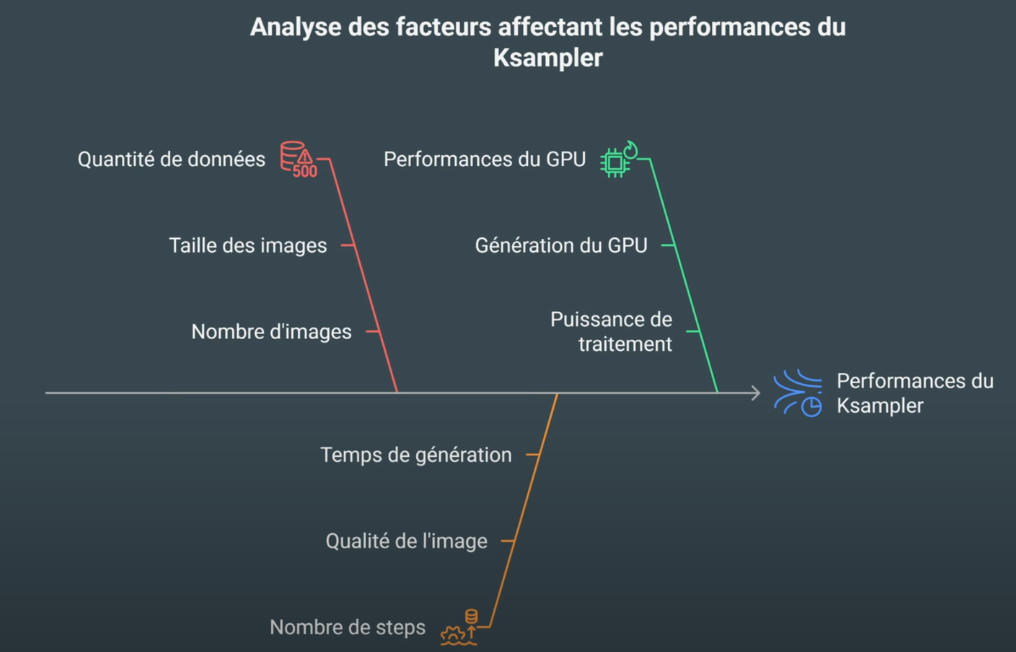 Analyse des facteurs affectant les performances du
Ksampler
Quantité de données
500
Performances du GPU
Taille des images
Génération du GPU
Nombre d'images
Puissance de
traitement
Performances du
Ksampler
Temps de génération
Qualité de l'image
Nombre de steps